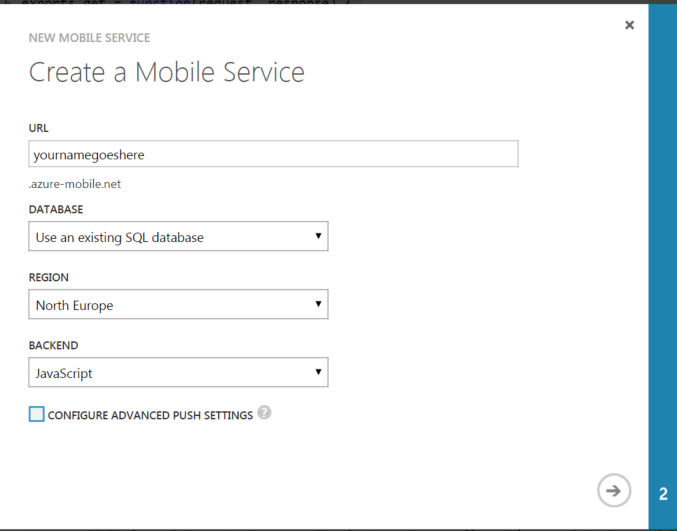 exports.get = function(request, response) {
NEW MOBILE SERVICE
Create a Mobile Service
URL
yournamegoeshere
.azure-mobile.net
DATABASE
Use an existing SQL database
REGION
North Europe
BACKEND
JavaScript
CONFIGURE ADVANCED PUSH SETTINGS ?
2